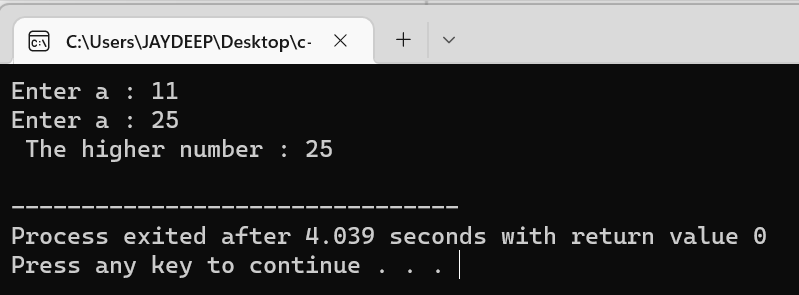 C:\Users\JAYDEEP\Desktop\c-
Enter a : 11
Enter a : 25
 The higher number : 25
--------------------------------
Process exited after 4.039 seconds with return value 0
Press any key to continue . . .